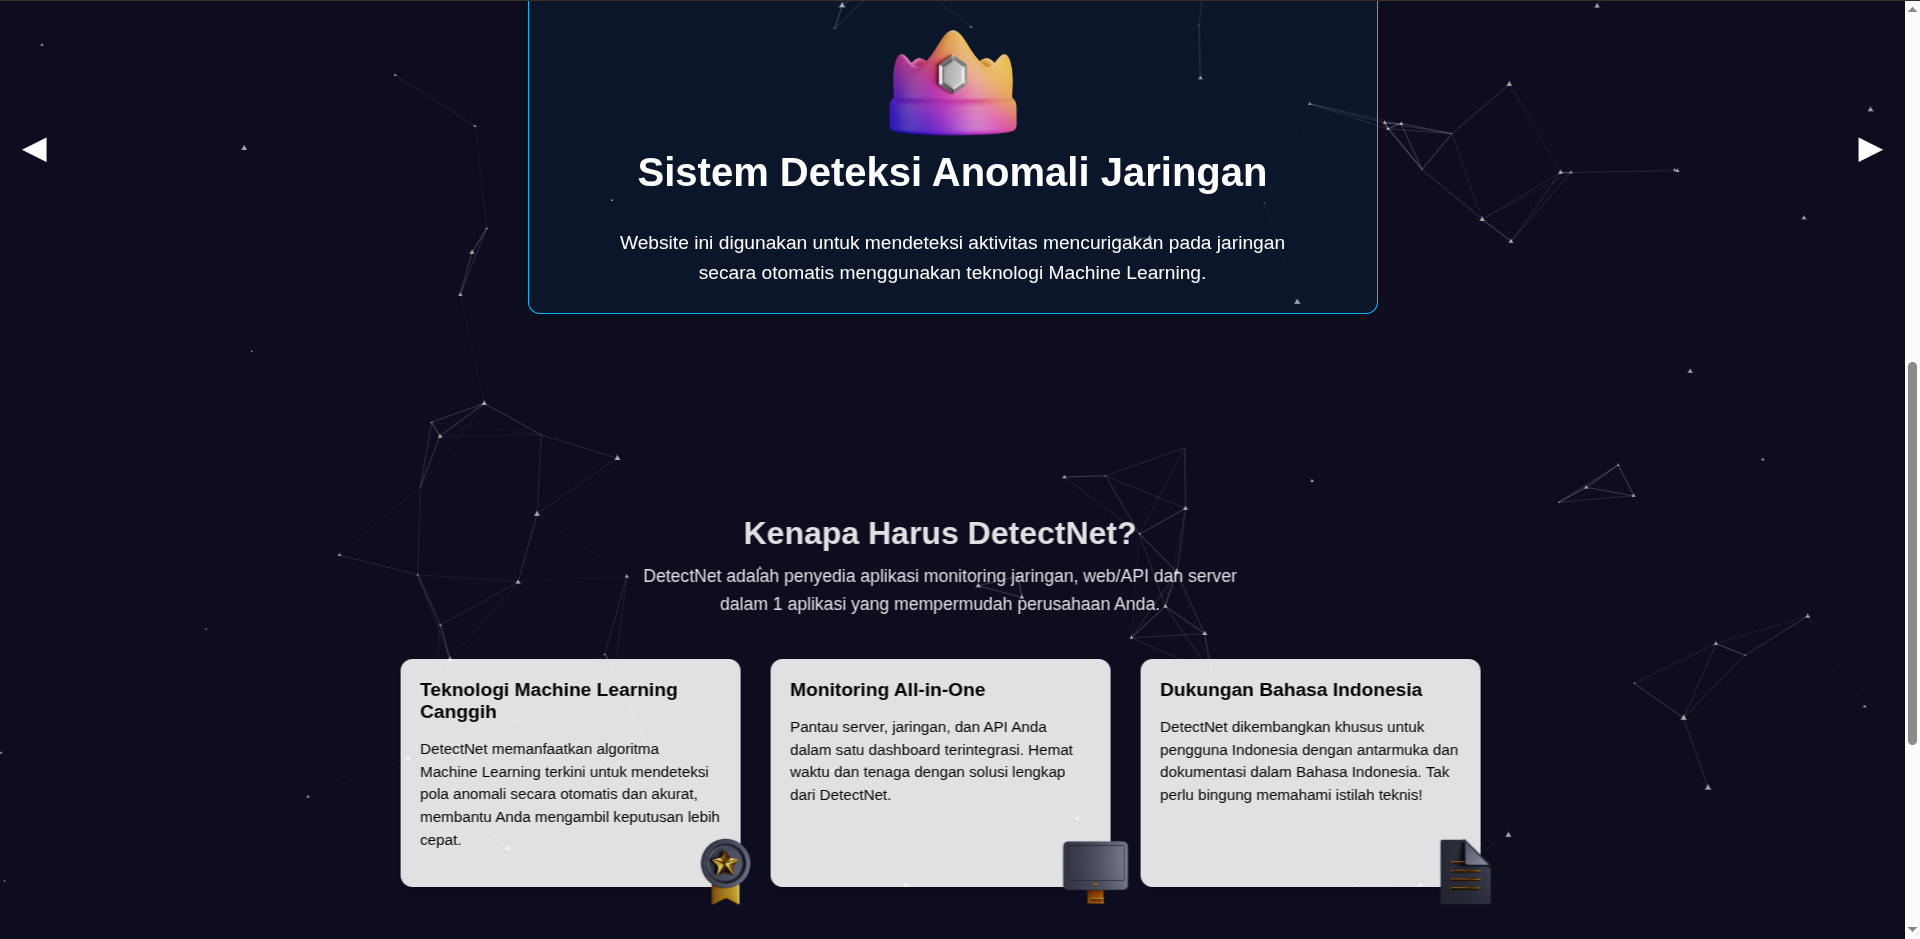 Sistem Deteksi Anomali Jaringan
Website ini digunakan untuk mendeteksi aktivitas mencurigakan pada jaringan
secara otomatis menggunakan teknologi Machine Learning.
Kenapa Harus DetectNet?
DetectNet adalah penyedia aplikasi monitoring jaringan, web/API dan server
dalam 1 aplikasi yang mempermudah perusahaan Anda.
Teknologi Machine Learning
Canggih
DetectNet memanfaatkan algoritma
Machine Learning terkini untuk mendeteksi
pola anomali secara otomatis dan akurat,
membantu Anda mengambil keputusan lebih
cepat.
Monitoring All-in-One
Pantau server, jaringan, dan API Anda
dalam satu dashboard terintegrasi. Hemat
waktu dan tenaga dengan solusi lengkap
dari DetectNet.
Dukungan Bahasa Indonesia
DetectNet dikembangkan khusus untuk
pengguna Indonesia dengan antarmuka dan
dokumentasi dalam Bahasa Indonesia. Tak
perlu bingung memahami istilah teknis!